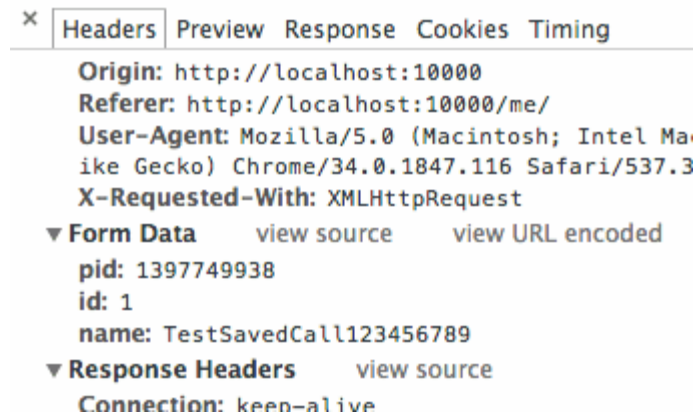 × Headers Preview Response Cookies Timing
Origin: http://localhost:10000
Referer: http://localhost:10000/me/
User-Agent: Mozilla/5.0 (Macintosh; Intel Mac
ike Gecko) Chrome/34.0.1847.116 Safari/537.3
X-Requested-With: XMLHttpRequest
▼ Form Data view source view URL encoded
pid: 1397749938
id: 1
name: TestSavedCall123456789
▼ Response Headers view source
Connection: keep-alive